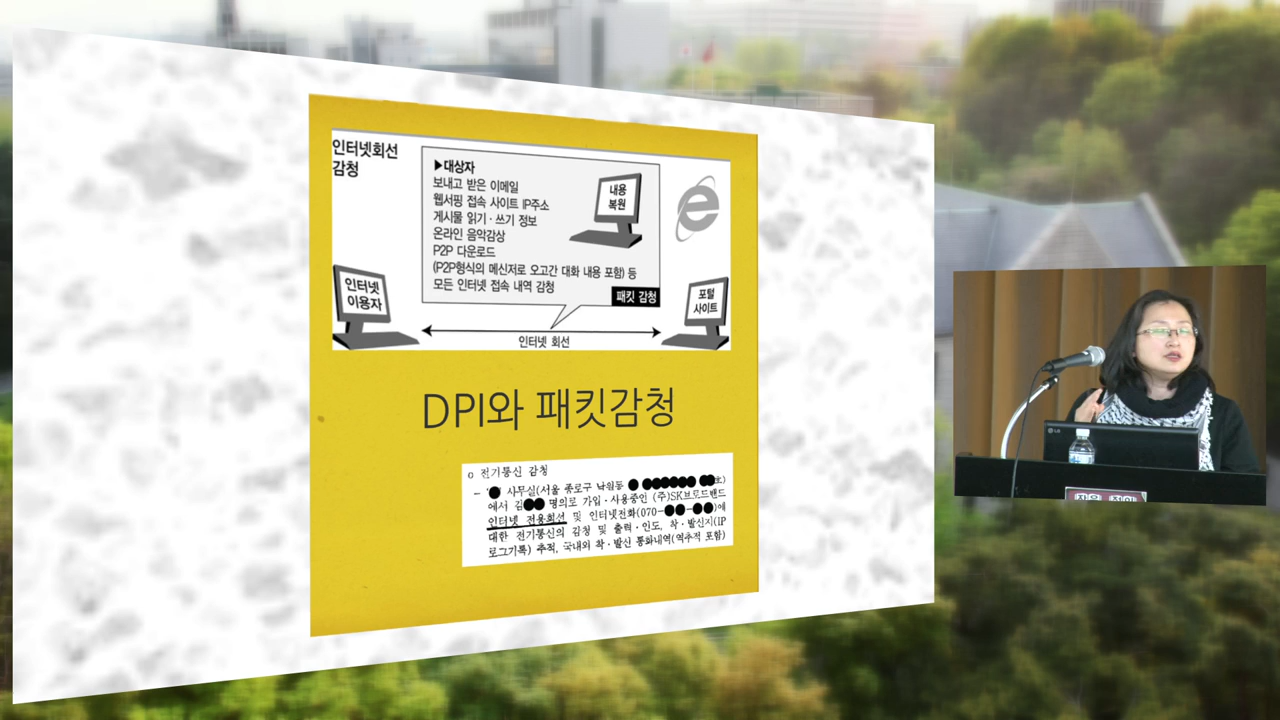 인터넷회선
감청
▶대상자
보내고 받은 이메일
웹서핑 접속 사이트 IP주소
게시물 읽기·쓰기 정보
온라인 음악감상
P2P 다운로드
(P2P형식의 메신저로 오고간 대화 내용 포함) 등
모든 인터넷 접속 내역 감청
내용
복원
패킷 감청
인터넷
이용자
포털
사이트
인터넷 회선
DPI와 패킷감청
o 전기통신 감청
- 사무실(서울 종로구 낙원동
에서 김 명의로 가입·사용중인 (주)SK브로드밴드
인터넷 전용회선 및 인터넷전화(070- - )에
대한 전기통신의 감청 및 출력·인도, 착·발신지(IP
로그기록) 추적, 국내외 착·발신 통화내역(역추적 포함)
LG